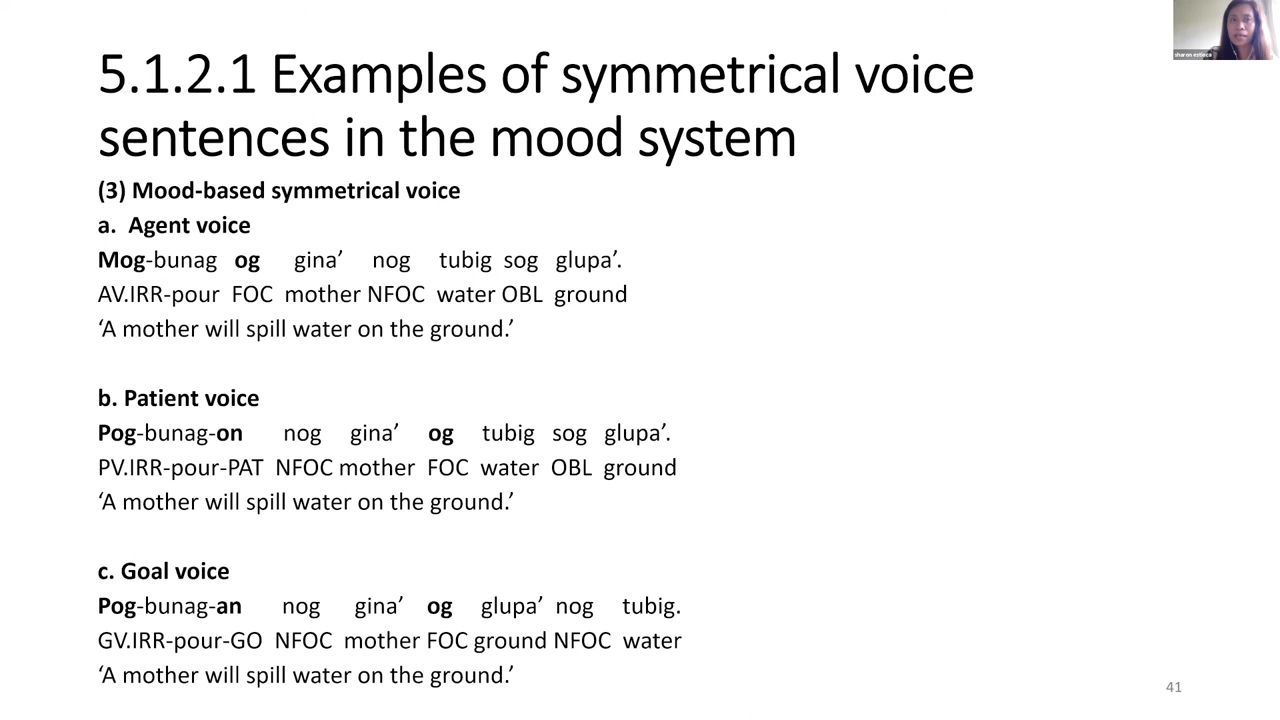 sharon estioca
5.1.2.1 Examples of symmetrical voice
sentences in the mood system
(3) Mood-based symmetrical voice
a. Agent voice
Mog-bunag og gina’ nog tubig sog glupa’.
AV.IRR-pour FOC mother NFOC water OBL ground
‘A mother will spill water on the ground.’
b. Patient voice
Pog-bunag-on nog gina’ og tubig sog glupa’.
PV.IRR-pour-PAT NFOC mother FOC water OBL ground
‘A mother will spill water on the ground.’
c. Goal voice
Pog-bunag-an nog gina’ og glupa’ nog tubig.
GV.IRR-pour-GO NFOC mother FOC ground NFOC water
‘A mother will spill water on the ground.’
41